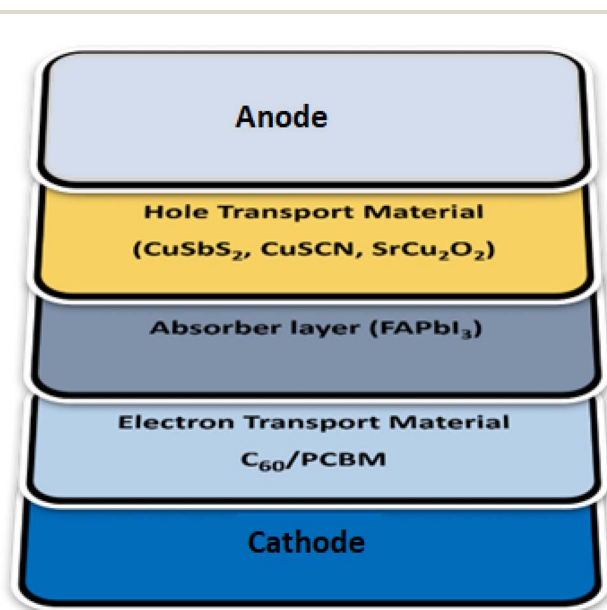 Anode
Hole Transport Material
(CuSbS₂, CuSCN, SrCu₂O₂)
Absorber layer (FAPbI₃)
Electron Transport Material
C₆₀/PCBM
Cathode